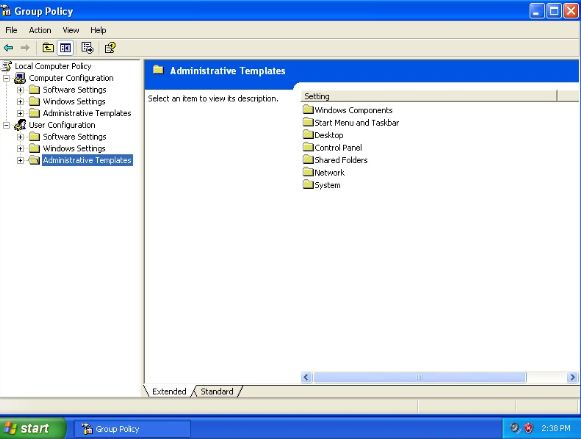 Group Policy
File Action View Help
Local Computer Policy
Computer Configuration
Software Settings
Windows Settings
Administrative Templates
User Configuration
Software Settings
Windows Settings
Administrative Templates
Administrative Templates
Select an item to view its description.
Setting
Windows Components
Start Menu and Taskbar
Desktop
Control Panel
Shared Folders
Network
System
Extended Standard
start Group Policy 2:38 PM